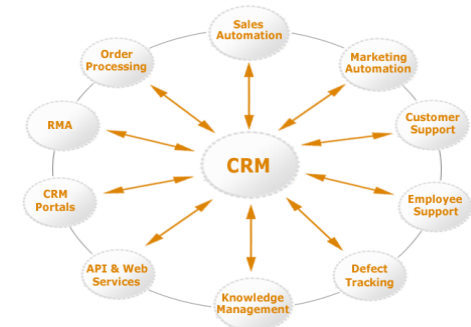 Sales
Automation
Order
Processing
Marketing
Automation
RMA
Customer
Support
CRM
CRM
Portals
Employee
Support
API & Web
Services
Defect
Tracking
Knowledge
Management